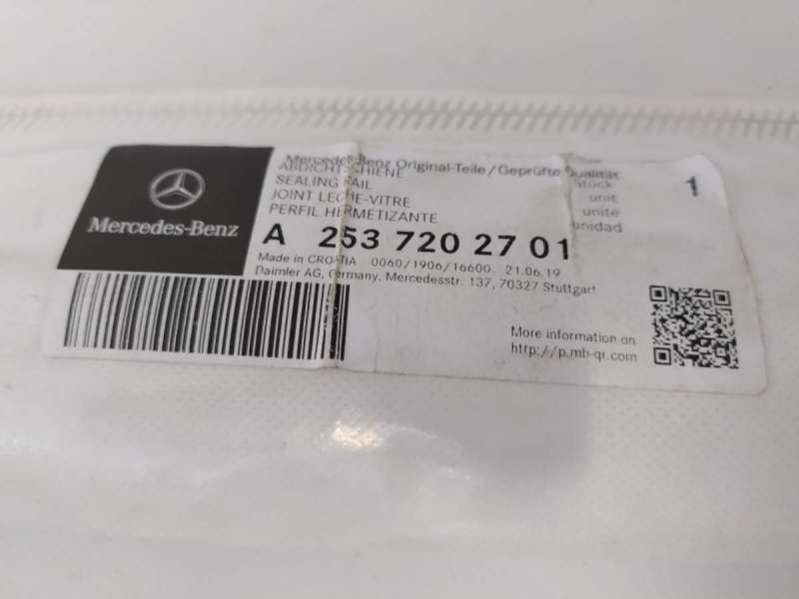 Mercedes-Benz
Mercedes-Benz Original-Teile/Geprüfte Qualität
ABDICHTSCHIENE
SEALING RAIL
JOINT LECHE-VITRE
PERFIL HERMETIZANTE
Stück
unit
unite
unidad
1
A 253 720 27 01
Made in CROATIA 0060/1906/16600 21.06.19
Daimler AG, Germany, Mercedesstr. 137, 70327 Stuttgart
More information on
http://p.mb-qr.com